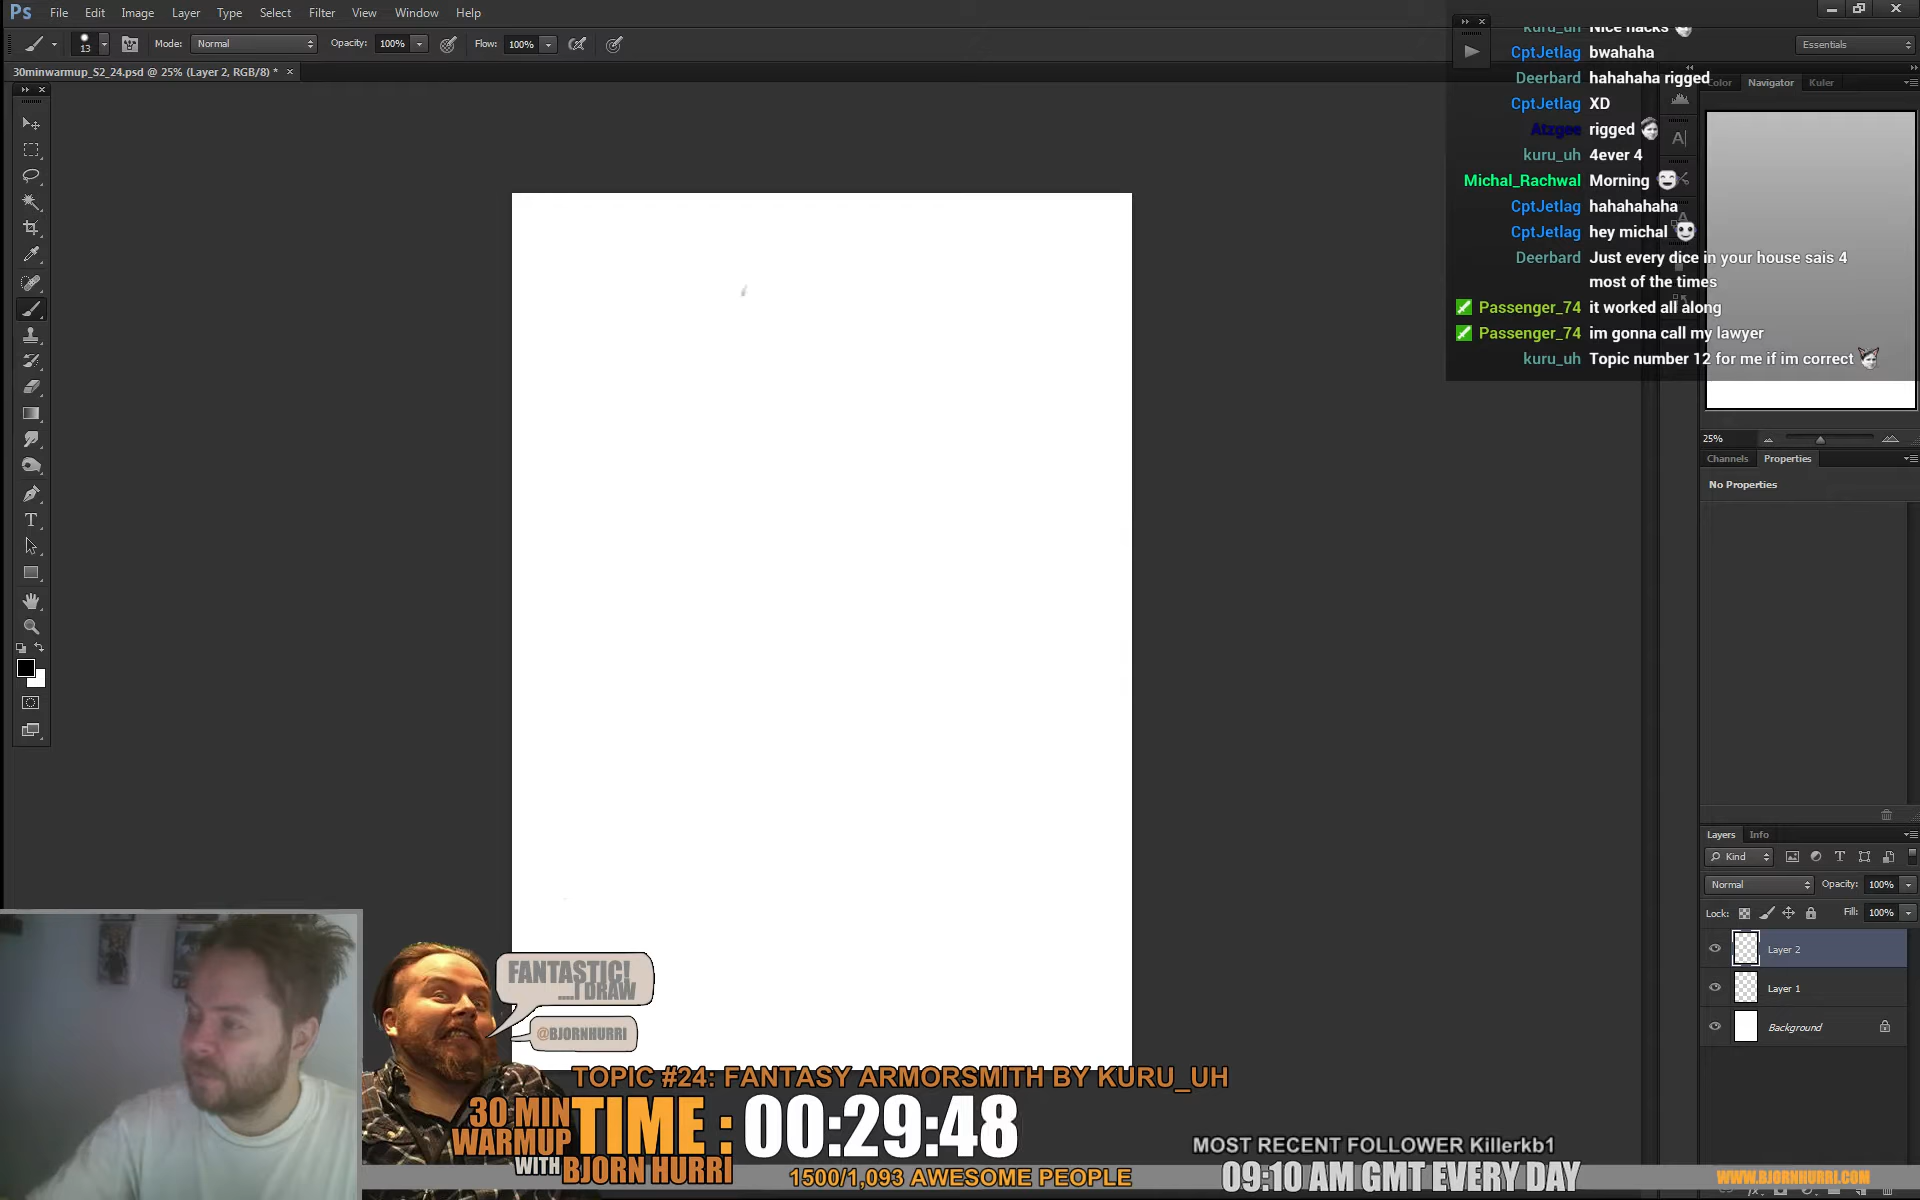 Ps File Edit Image Layer Type Select Filter View Window Help
13 Mode: Normal Opacity: 100% Flow: 100% Essentials
30minwarmup_S2_24.psd @ 25% (Layer 2, RGB/8) *
kuru_uh Nice hacks
CptJetlag bwahaha
Deerbard hahahaha rigged
CptJetlag XD
Atzgee rigged
kuru_uh 4ever 4
Michal_Rachwal Morning
CptJetlag hahahahaha
CptJetlag hey michal
Deerbard Just every dice in your house sais 4
most of the times
Passenger_74 it worked all along
Passenger_74 im gonna call my lawyer
kuru_uh Topic number 12 for me if im correct
Color Navigator Kuler
25%
Channels Properties
No Properties
Layers Info
Kind
Normal Opacity: 100%
Lock: Fill: 100%
Layer 2
Layer 1
Background
FANTASTIC!
....I DRAW
@BJORNHURRI
TOPIC #24: FANTASY ARMORSMITH BY KURU_UH
30 MIN
WARMUP
WITH BJORN HURRI
TIME : 00:29:48
1500/1,093 AWESOME PEOPLE
MOST RECENT FOLLOWER Killerkb1
09:10 AM GMT EVERY DAY
WWW.BJORNHURRI.COM